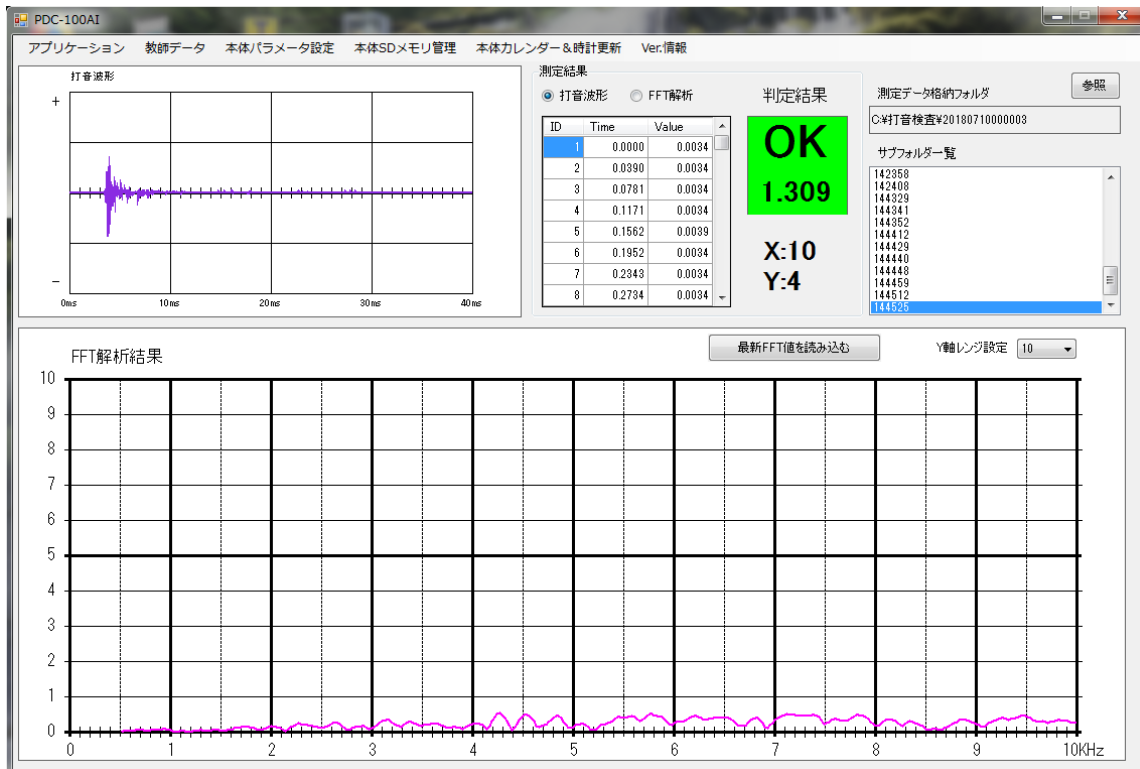 PDC-100AI
アプリケーション 教師データ 本体パラメータ設定 本体SDメモリ管理 本体カレンダー&時計更新 Ver.情報
打音波形
+
-
0ms 10ms 20ms 30ms 40ms
測定結果
打音波形 FFT解析
ID Time Value
1 0.0000 0.0034
2 0.0390 0.0034
3 0.0781 0.0034
4 0.1171 0.0034
5 0.1562 0.0039
6 0.1952 0.0034
7 0.2343 0.0034
8 0.2734 0.0034
判定結果
OK
1.309
X:10
Y:4
測定データ格納フォルダ 参照
C:¥打音検査¥20180710000003
サブフォルダ一覧
142358
142408
144329
144341
144352
144412
144429
144440
144448
144459
144512
144525
FFT解析結果 最新FFT値を読み込む Y軸レンジ設定 10
10
9
8
7
6
5
4
3
2
1
0
0 1 2 3 4 5 6 7 8 9 10KHz